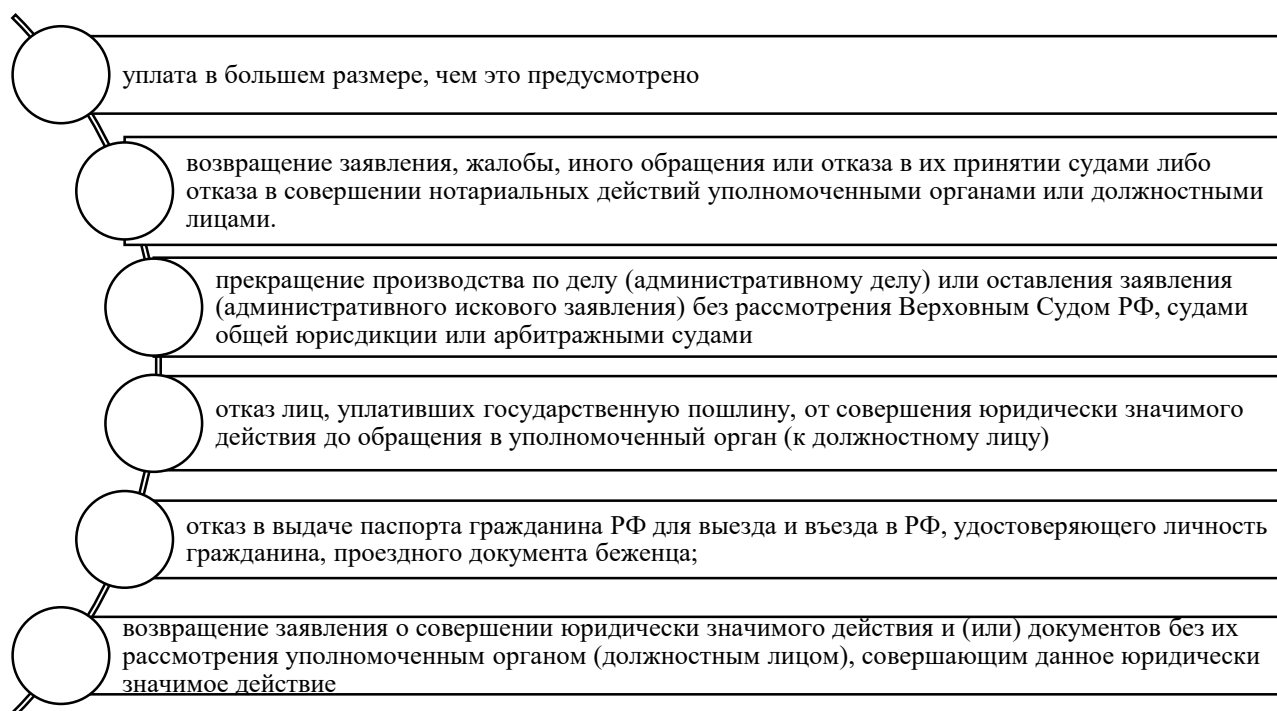 уплата в большем размере, чем это предусмотрено
возвращение заявления, жалобы, иного обращения или отказа в их принятии судами либо
отказа в совершении нотариальных действий уполномоченными органами или должностными
лицами.
прекращение производства по делу (административному делу) или оставления заявления
(административного искового заявления) без рассмотрения Верховным Судом РФ, судами
общей юрисдикции или арбитражными судами
отказ лиц, уплативших государственную пошлину, от совершения юридически значимого
действия до обращения в уполномоченный орган (к должностному лицу)
отказ в выдаче паспорта гражданина РФ для выезда и въезда в РФ, удостоверяющего личность
гражданина, проездного документа беженца;
возвращение заявления о совершении юридически значимого действия и (или) документов без их
рассмотрения уполномоченным органом (должностным лицом), совершающим данное юридически
значимое действие